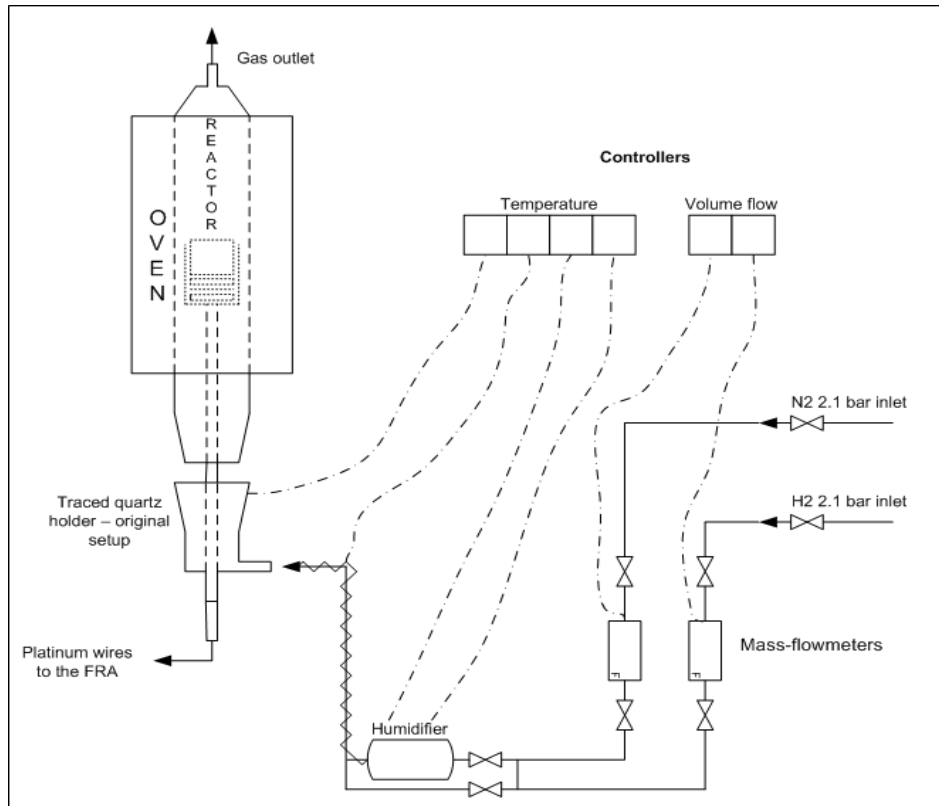 Gas outlet
REACTOR
OVEN
Controllers
Temperature
Volume flow
N2 2.1 bar inlet
H2 2.1 bar inlet
Traced quartz
holder – original
setup
Mass-flowmeters
F
F
Platinum wires
to the FRA
Humidifier